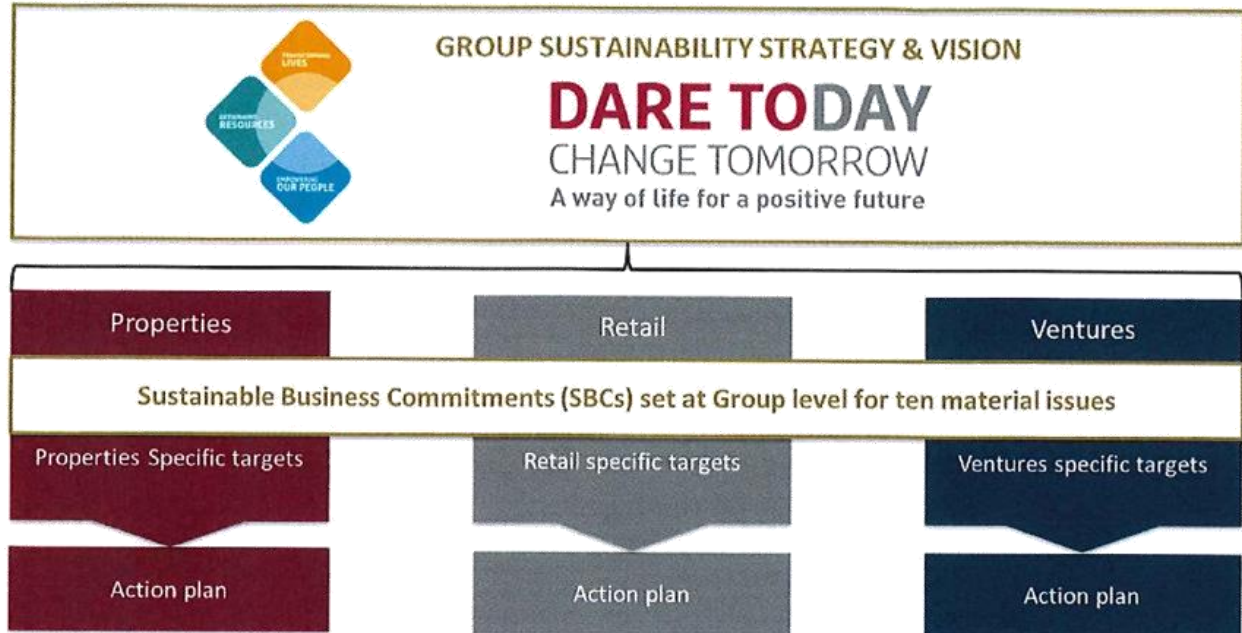 GROUP SUSTAINABILITY STRATEGY & VISION
LIVES
RESOURCES
EMPOWERING
OUR PEOPLE
DARE TODAY
CHANGE TOMORROW
A way of life for a positive future
Properties
Retail
Ventures
Sustainable Business Commitments (SBCs) set at Group level for ten material issues
Properties Specific targets
Retail specific targets
Ventures specific targets
Action plan
Action plan
Action plan